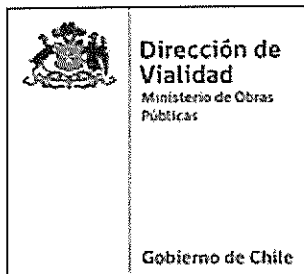 Dirección de
Vialidad
Ministerio de Obras
Públicas
Gobierno de Chile